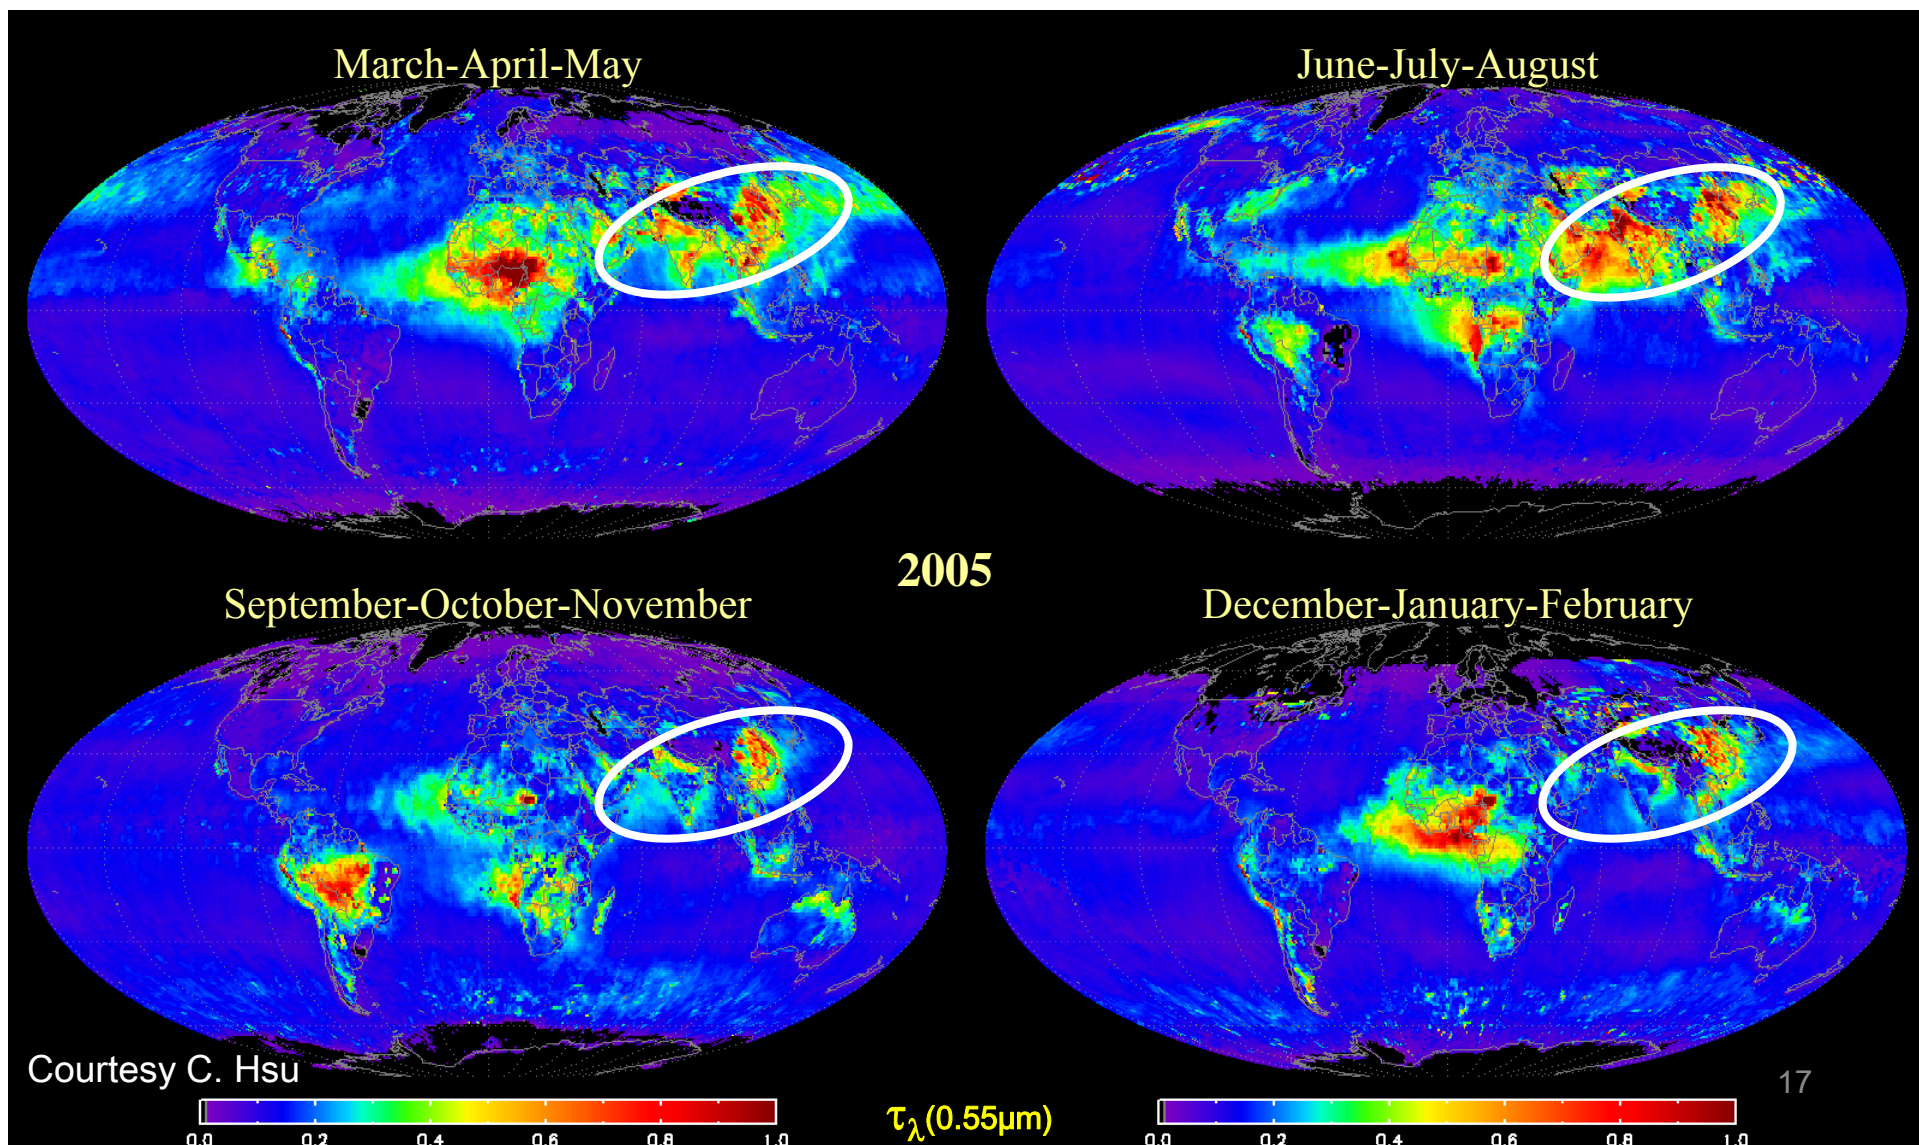 March-April-May
June-July-August
2005
September-October-November
December-January-February
Courtesy C. Hsu
17
τλ(0.55µm)
0.0 0.2 0.4 0.6 0.8 1.0
0.0 0.2 0.4 0.6 0.8 1.0